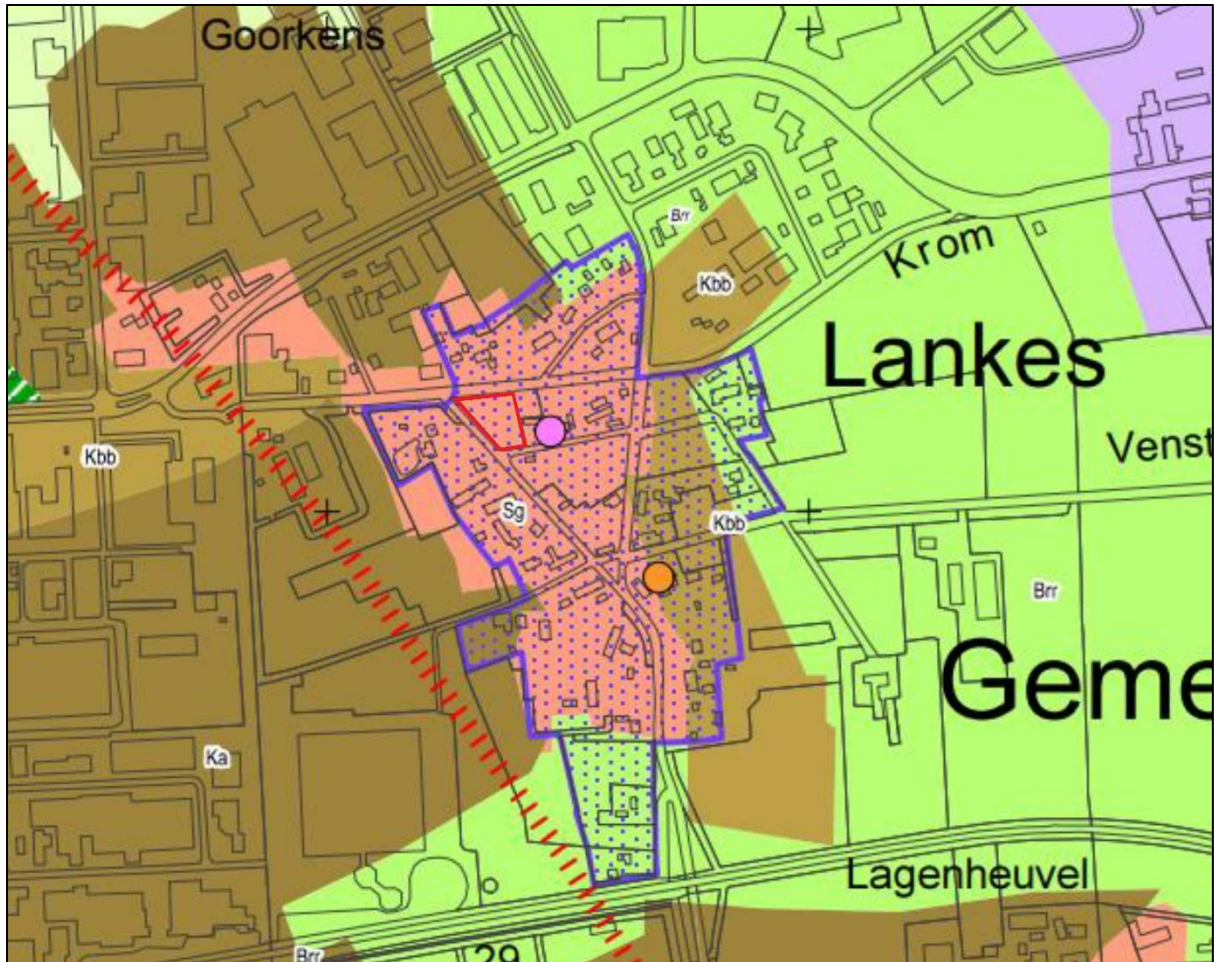 Goorkens
Brr
Krom
Kbb
Lankes
Venst
Kbb
Sg
Kbb
Brr
Geme
Ka
Lagenheuvel
Brr
29